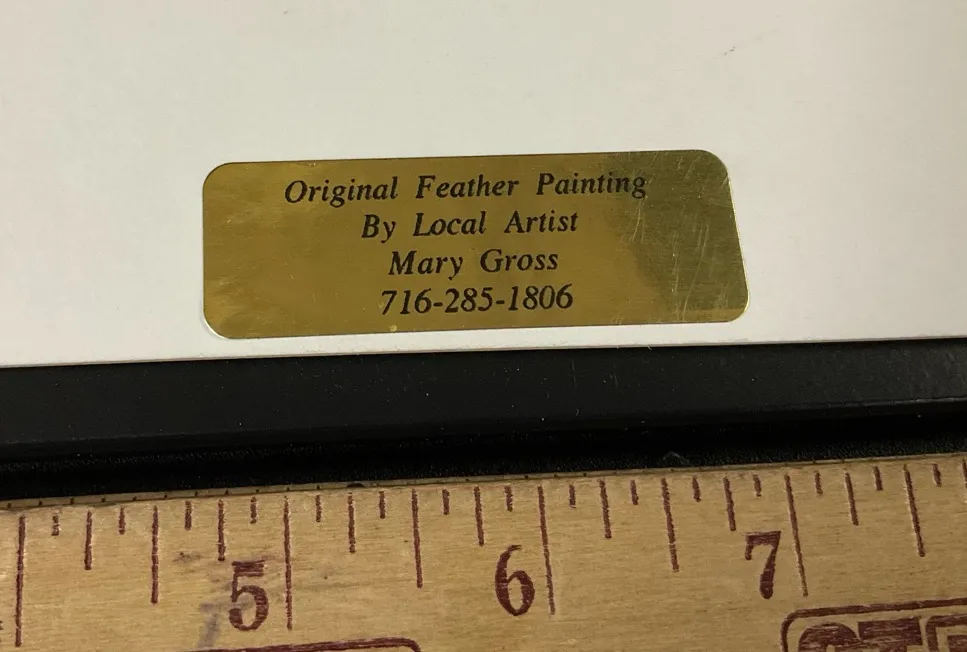 Original Feather Painting
By Local Artist
Mary Gross
716-285-1806
5 6 7